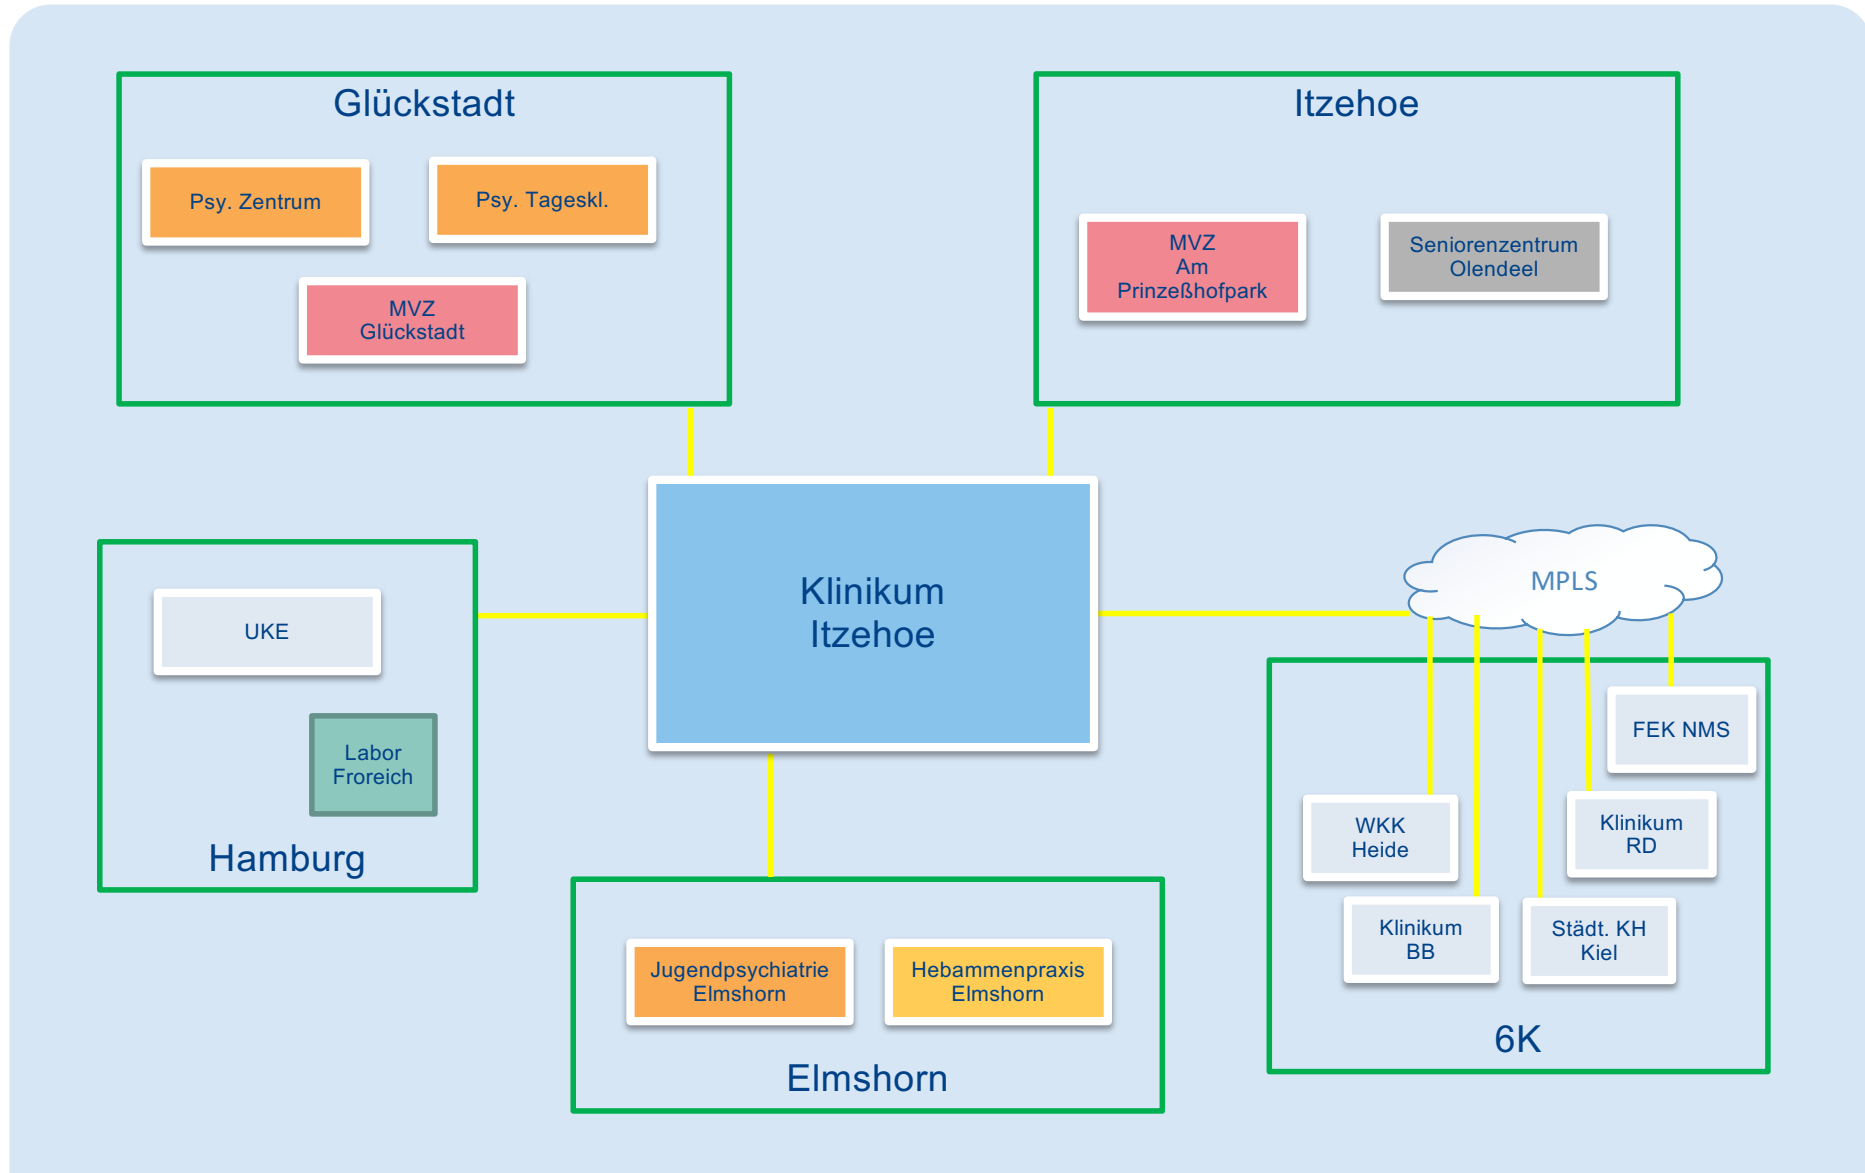 Glückstadt
Psy. Zentrum
Psy. Tageskl.
MVZ
Glückstadt
Itzehoe
MVZ
Am
Prinzeßhofpark
Seniorenzentrum
Olendeel
Klinikum
Itzehoe
MPLS
UKE
Labor
Froreich
Hamburg
FEK NMS
WKK
Heide
Klinikum
RD
Klinikum
BB
Städt. KH
Kiel
6K
Jugendpsychiatrie
Elmshorn
Hebammenpraxis
Elmshorn
Elmshorn